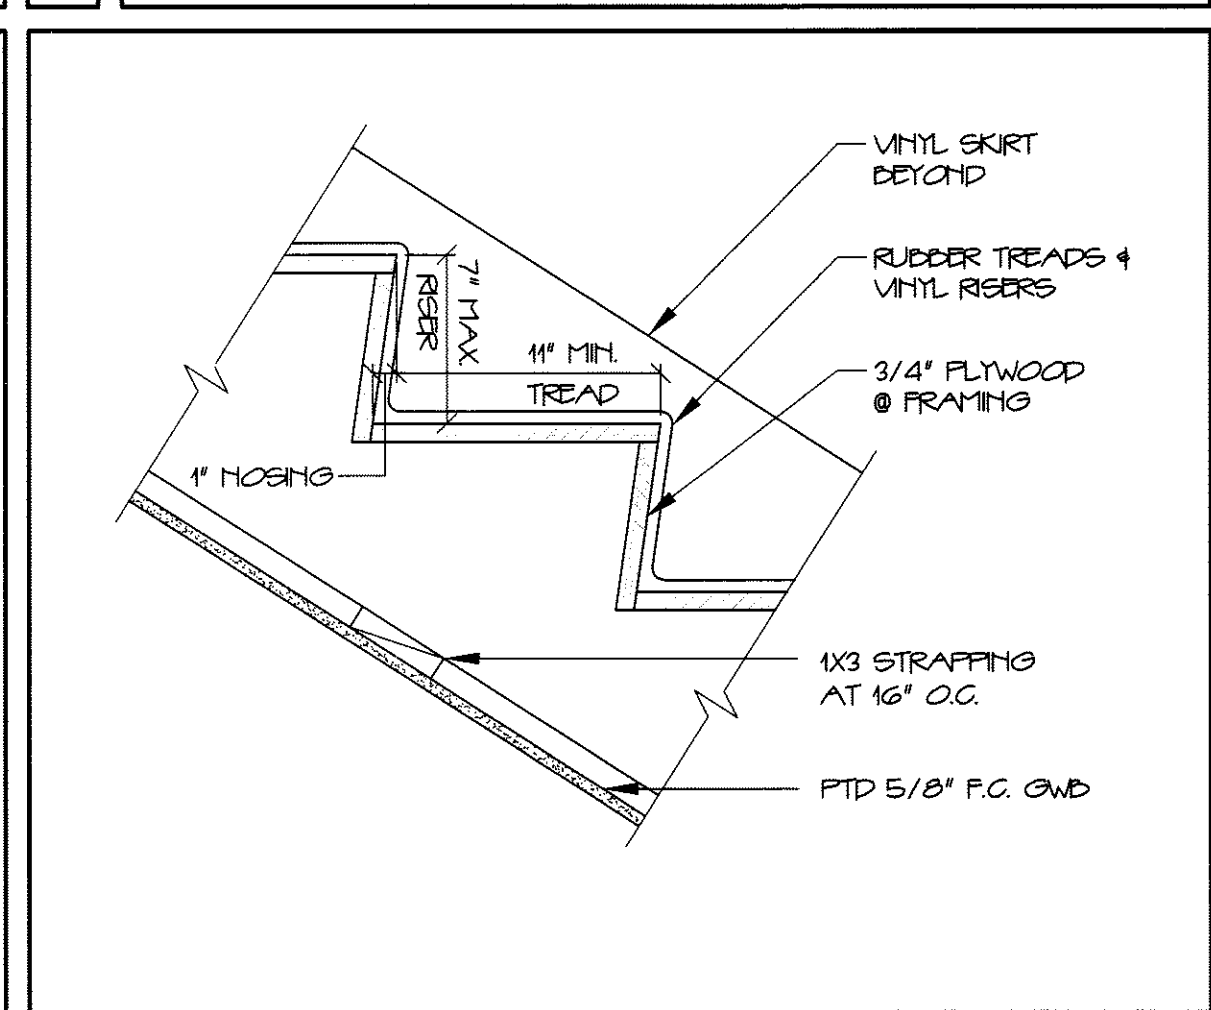 VINYL SKIRT
BEYOND
RUBBER TREADS &
VINYL RISERS
7" MAX
RISER
11" MIN.
TREAD
3/4" PLYWOOD
@ FRAMING
1" NOSING
1X3 STRAPPING
AT 16" O.C.
PTD 5/8" F.C. GWB